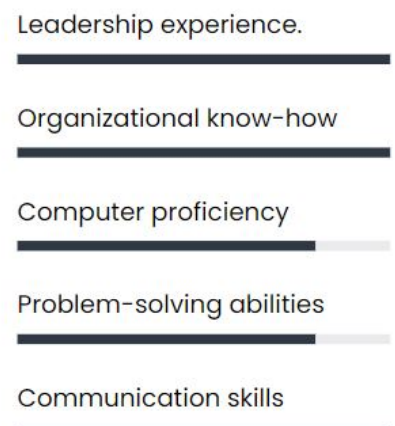 Leadership experience.
Organizational know-how
Computer proficiency
Problem-solving abilities
Communication skills